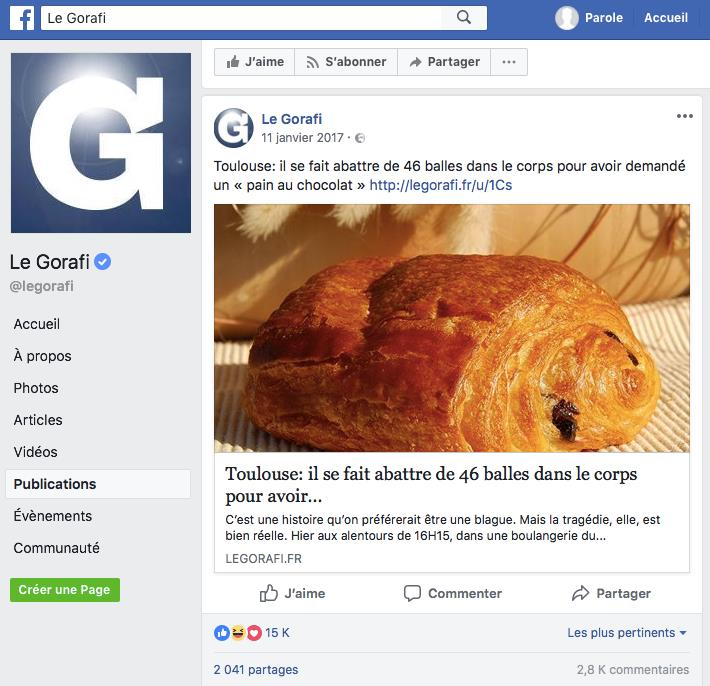 Le Gorafi
Parole Accueil
J'aime S'abonner Partager
Le Gorafi
11 janvier 2017
Toulouse: il se fait abattre de 46 balles dans le corps pour avoir demandé
un « pain au chocolat » http://legorafi.fr/u/1Cs
G
Le Gorafi
@legorafi
Accueil
À propos
Photos
Articles
Vidéos
Publications
Évènements
Communauté
Créer une Page
Toulouse: il se fait abattre de 46 balles dans le corps
pour avoir...
C'est une histoire qu'on préférerait être une blague. Mais la tragédie, elle, est
bien réelle. Hier aux alentours de 16H15, dans une boulangerie du...
LEGORAFI.FR
J'aime Commenter Partager
15 K Les plus pertinents
2 041 partages 2,8 K commentaires